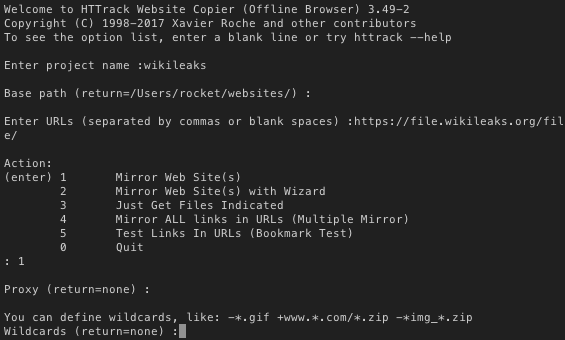 Welcome to HTTrack Website Copier (Offline Browser) 3.49-2
Copyright (C) 1998-2017 Xavier Roche and other contributors
To see the option list, enter a blank line or try httrack --help
Enter project name :wikileaks
Base path (return=/Users/rocket/websites/) :
Enter URLs (separated by commas or blank spaces) :https://file.wikileaks.org/fil
e/
Action:
(enter) 1 Mirror Web Site(s)
2 Mirror Web Site(s) with Wizard
3 Just Get Files Indicated
4 Mirror ALL links in URLs (Multiple Mirror)
5 Test Links In URLs (Bookmark Test)
0 Quit
: 1
Proxy (return=none) :
You can define wildcards, like: -*.gif +www.*.com/*.zip -*img_*.zip
Wildcards (return=none) :